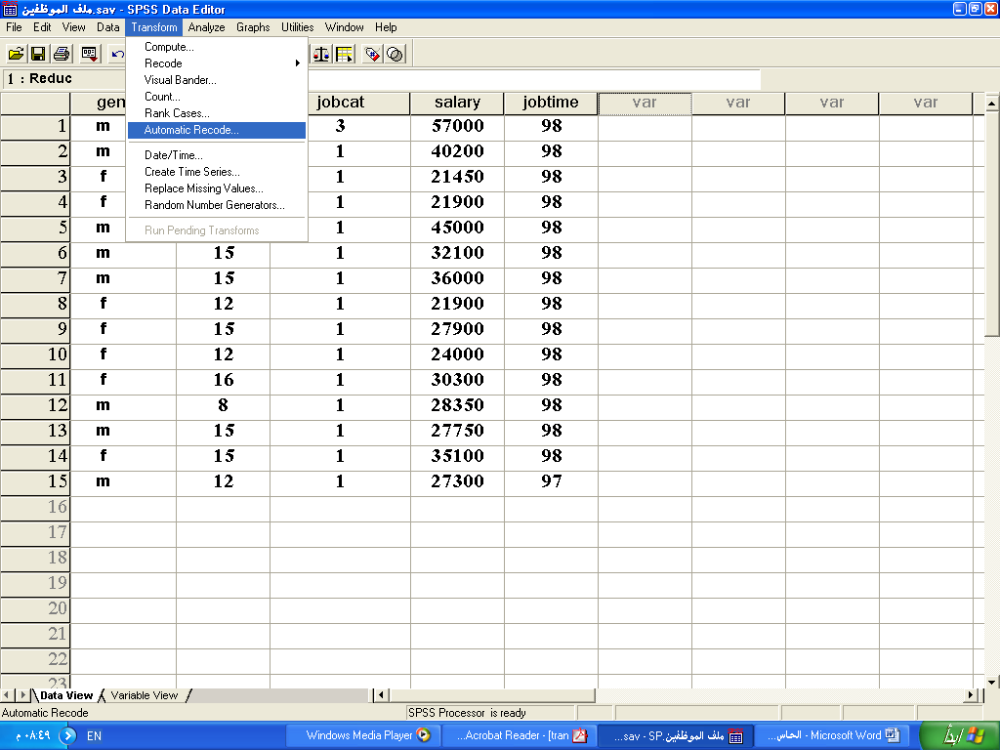 ملف الموظفين.sav - SPSS Data Editor
File Edit View Data Transform Analyze Graphs Utilities Window Help
Compute...
Recode
Visual Bander...
Count...
Rank Cases...
Automatic Recode...
Date/Time...
Create Time Series...
Replace Missing Values...
Random Number Generators...
Run Pending Transforms
1 : Reduc
gen jobcat salary jobtime var var var var
1 m 3 57000 98
2 m 1 40200 98
3 f 1 21450 98
4 f 1 21900 98
5 m 1 45000 98
6 m 15 1 32100 98
7 m 15 1 36000 98
8 f 12 1 21900 98
9 f 15 1 27900 98
10 f 12 1 24000 98
11 f 16 1 30300 98
12 m 8 1 28350 98
13 m 15 1 27750 98
14 f 15 1 35100 98
15 m 12 1 27300 97
16
17
18
19
20
21
22
23
Data View Variable View
Automatic Recode SPSS Processor is ready
٠٨:٤٩ م EN Windows Media Player ...Acrobat Reader - [tran ...sav - SP.ملف الموظفين ...الحاس - Microsoft Word ابدأ